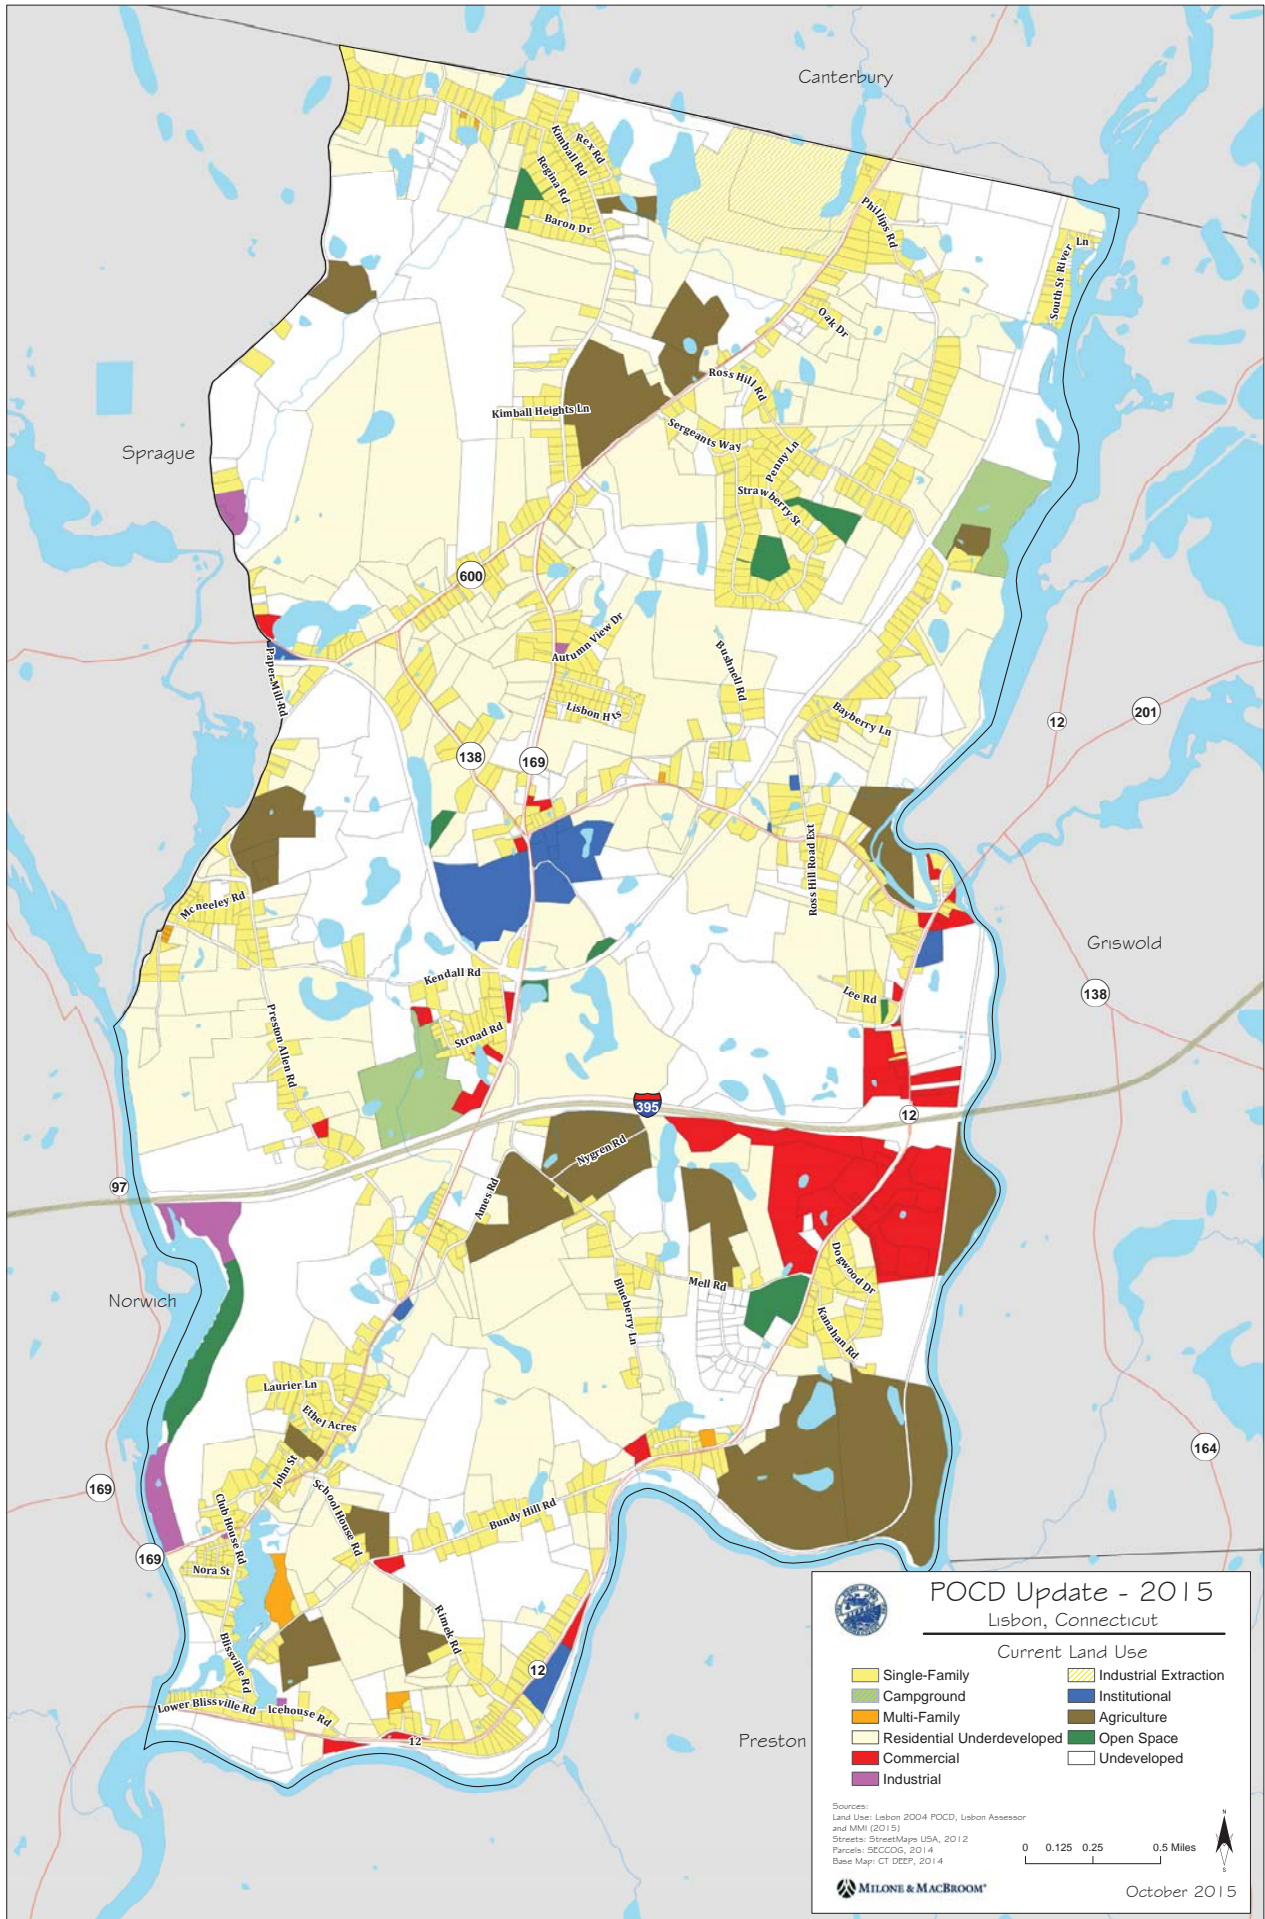 Canterbury
Kimball Rd
Rex Rd
Regina Rd
Baron Dr
Phillips Rd
South St River Ln
Oak Dr
Ross Hill Rd
Kimball Heights Ln
Sergeants Way
Sprague
Penny Ln
Strawberry St
600
Autumn View Dr
Paper Mill Rd
Bushnell Rd
Lisbon Hts
Bayberry Ln
201
12
138
169
Ross Hill Road Ext
Mc neeley Rd
Griswold
Kendall Rd
Lee Rd
138
Preston Allen Rd
Strnad Rd
395
12
Nygren Rd
97
Ames Rd
Dogwood Dr
Mell Rd
Norwich
Blueberry Ln
Kanahan Rd
Laurier Ln
Ethel Acres
164
John St
169
School House Rd
Club House Rd
Bundy Hill Rd
169
Nora St
Rimek Rd
Blissville Rd
12
Lower Blissville Rd
Icehouse Rd
12
Preston
POCD Update - 2015
Lisbon, Connecticut
Current Land Use
Single-Family
Campground
Multi-Family
Residential Underdeveloped
Commercial
Industrial
Industrial Extraction
Institutional
Agriculture
Open Space
Undeveloped
Sources:
Land Use: Lisbon 2004 POCD, Lisbon Assessor
and MMI (2015)
Streets: StreetMaps USA, 2012
Parcels: SECCOG, 2014
Base Map: CT DEEP, 2014
0 0.125 0.25 0.5 Miles
N
S
MILONE & MACBROOM®
October 2015